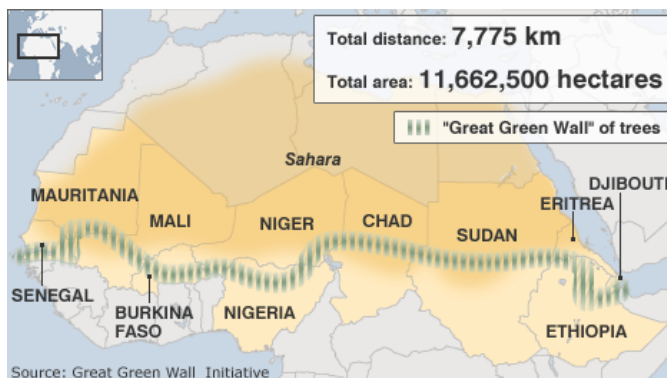 Total distance: 7,775 km
Total area: 11,662,500 hectares
"Great Green Wall" of trees
Sahara
DJIBOUTI
MAURITANIA
ERITREA
MALI
NIGER
CHAD
SUDAN
SENEGAL
BURKINA
FASO
NIGERIA
ETHIOPIA
Source: Great Green Wall Initiative